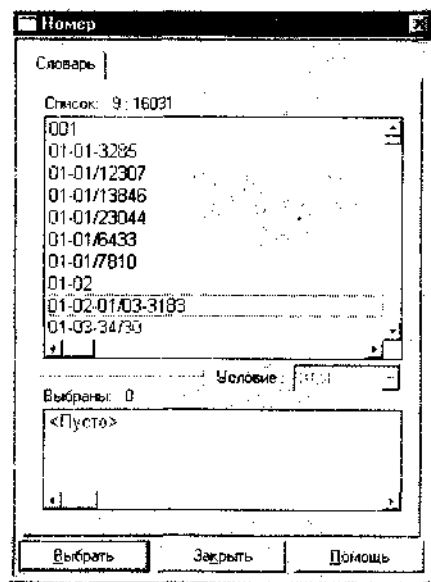 Номер
Словарь
Список: 9 : 16031
001
01-01-3285
01-01/12307
01-01/13846
01-01/23044
01-01/6433
01-01/7810
01-02
01-02-01/03-3183
01-03-34/30
Условие:
Выбраны: 0
<Пусто>
Выбрать
Закрыть
Помощь